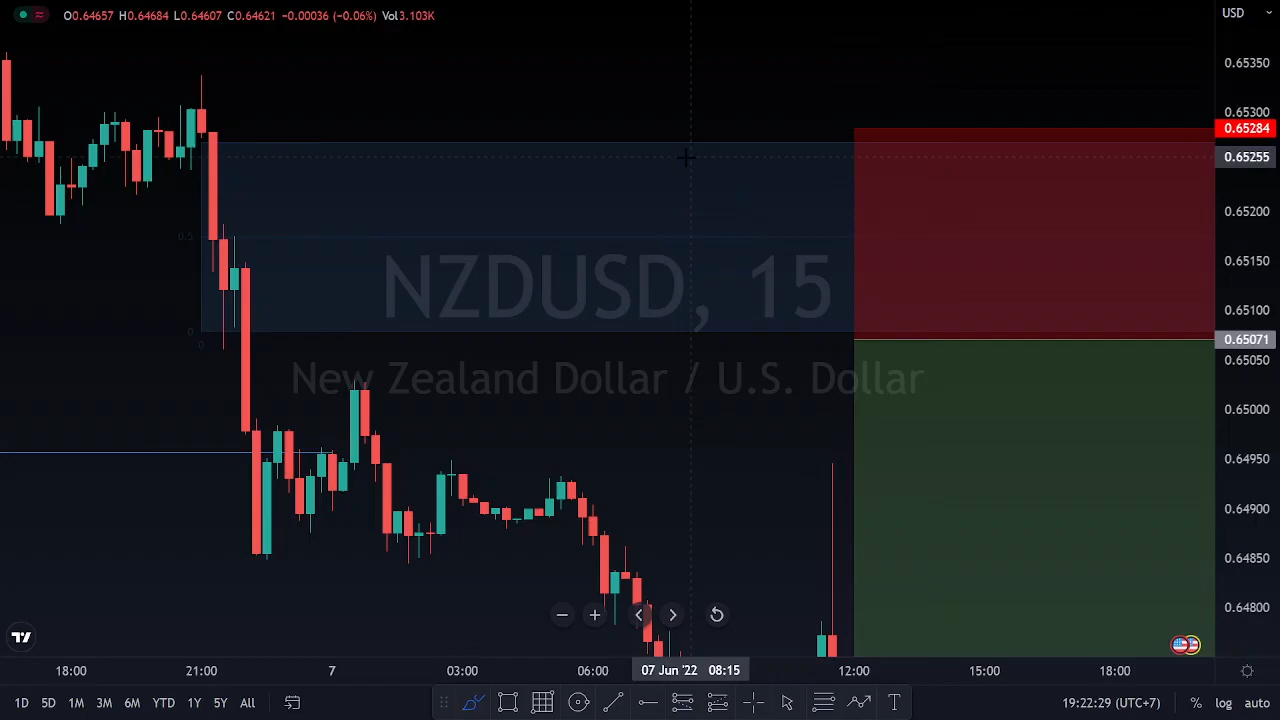 O0.64657 H0.64684 L0.64607 C0.64621 −0.00036 (−0.06%) Vol3.103K
USD
0.65350
0.65300
0.65284
0.65255
0.65200
0.65150
0.65100
0.65071
0.65050
0.65000
0.64950
0.64900
0.64850
0.64800
0.5
0
0
NZDUSD, 15
New Zealand Dollar / U.S. Dollar
18:00 21:00 7 03:00 06:00 07 Jun '22 08:15 12:00 15:00 18:00
1D 5D 1M 3M 6M YTD 1Y 5Y All T 19:22:29 (UTC+7) % log auto